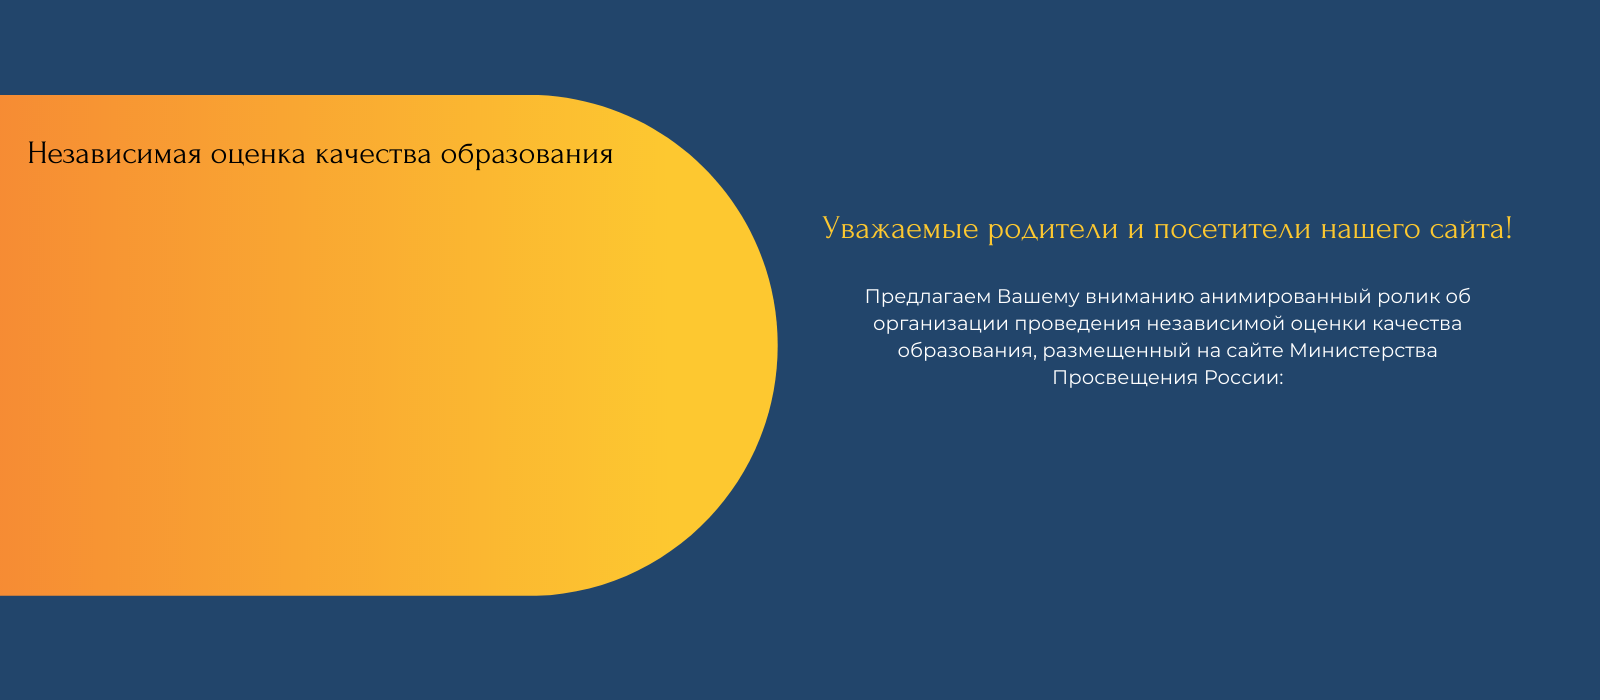 Независимая оценка качества образования
Уважаемые родители и посетители нашего сайта!
Предлагаем Вашему вниманию анимированный ролик об
организации проведения независимой оценки качества
образования, размещенный на сайте Министерства
Просвещения России: